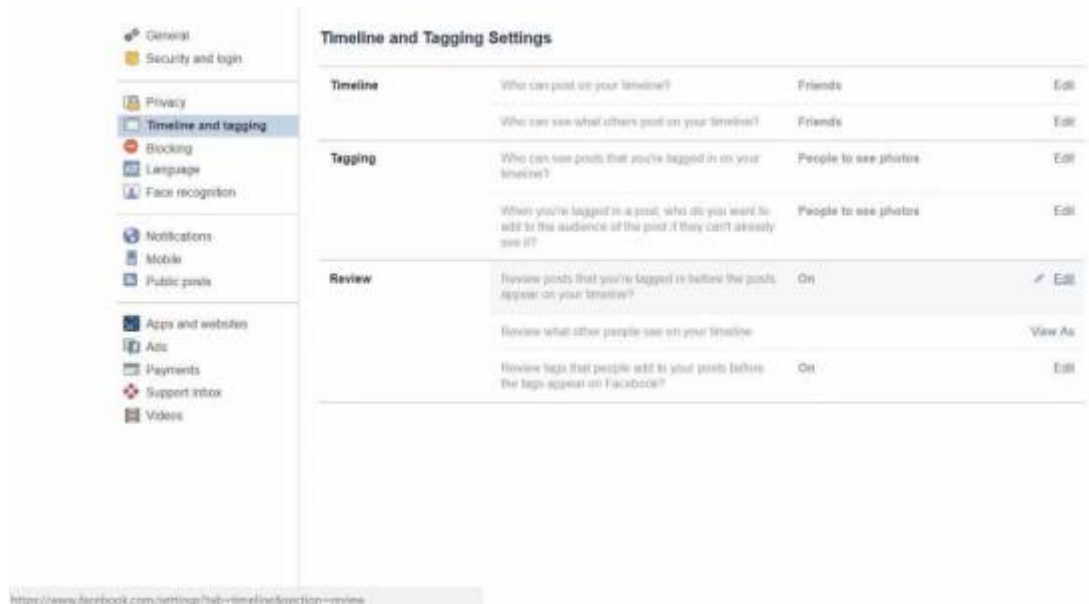 General
Security and login
Privacy
Timeline and tagging
Blocking
Language
Face recognition
Notifications
Mobile
Public posts
Apps and websites
Ads
Payments
Support inbox
Videos
Timeline and Tagging Settings
Timeline
Who can post on your timeline?
Friends
Edit
Who can see what others post on your timeline?
Friends
Edit
Tagging
Who can see posts that you're tagged in on your
timeline?
People to see photos
Edit
When you're tagged in a post, who do you want to
add to the audience of the post if they can't already
see it?
People to see photos
Edit
Review
Review posts that you're tagged in before the posts
appear on your timeline?
On
Edit
Review what other people see on your timeline
View As
Review tags that people add to your posts before
the tags appear on Facebook?
On
Edit
https://www.facebook.com/settings?tab=timeline&section=review